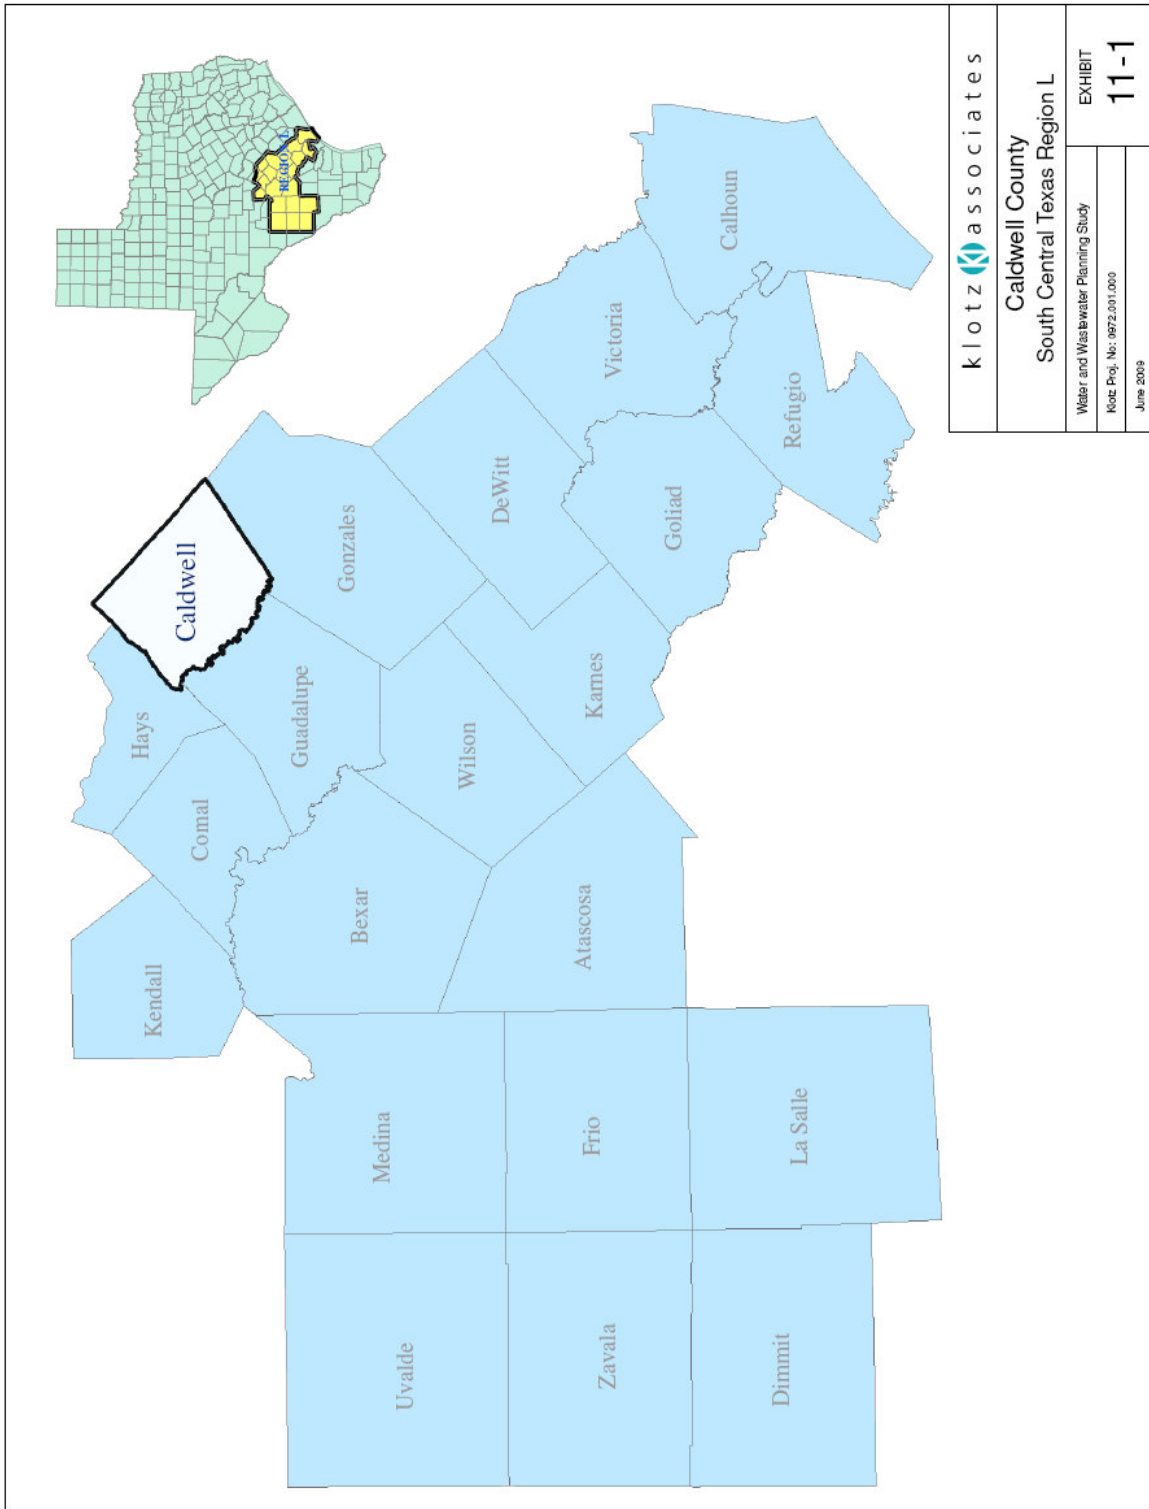 REGION L
Kendall
Hays
Caldwell
Comal
Guadalupe
Gonzales
Uvalde
Medina
Bexar
Wilson
DeWitt
Victoria
Calhoun
Zavala
Frio
Atascosa
Karnes
Goliad
Refugio
Dimmit
La Salle
klotz associates
Caldwell County
South Central Texas Region L
Water and Wastewater Planning Study
Klotz Proj. No: 0972.001.000
June 2009
EXHIBIT
11-1